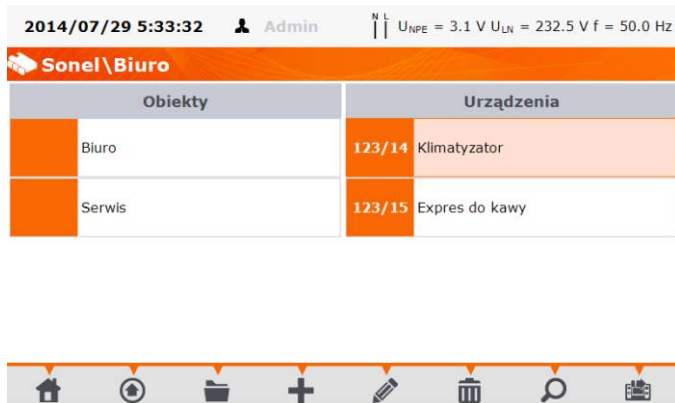 2014/07/29 5:33:32 Admin N L UNPE = 3.1 V ULN = 232.5 V f = 50.0 Hz
Sonel\Biuro
Obiekty Urządzenia
Biuro 123/14 Klimatyzator
Serwis 123/15 Expres do kawy